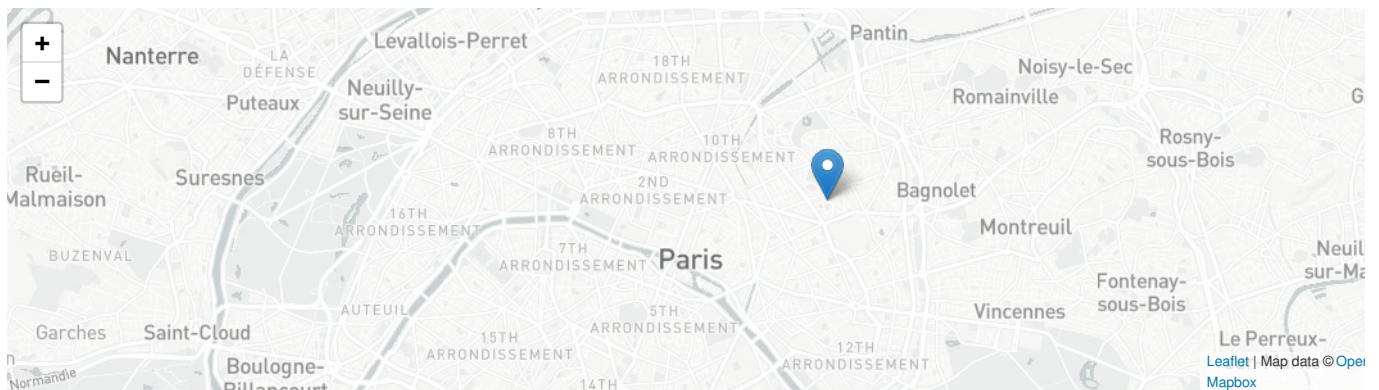 +
−
Nanterre
LA
DÉFENSE
Levallois-Perret
Pantin
18TH
ARRONDISSEMENT
Noisy-le-Sec
Puteaux
Neuilly-
sur-Seine
Romainville
8TH
ARRONDISSEMENT
10TH
ARRONDISSEMENT
Rosny-
sous-Bois
Rueil-
Malmaison
Suresnes
2ND
ARRONDISSEMENT
Bagnolet
16TH
ARRONDISSEMENT
Montreuil
BUZENVAL
7TH
ARRONDISSEMENT
Paris
Fontenay-
sous-Bois
AUTEUIL
5TH
ARRONDISSEMENT
Vincennes
Garches
Saint-Cloud
15TH
ARRONDISSEMENT
12TH
ARRONDISSEMENT
Le Perreux-
Boulogne-
Billancourt
Normandie
14TH
Leaflet | Map data © Oper
Mapbox